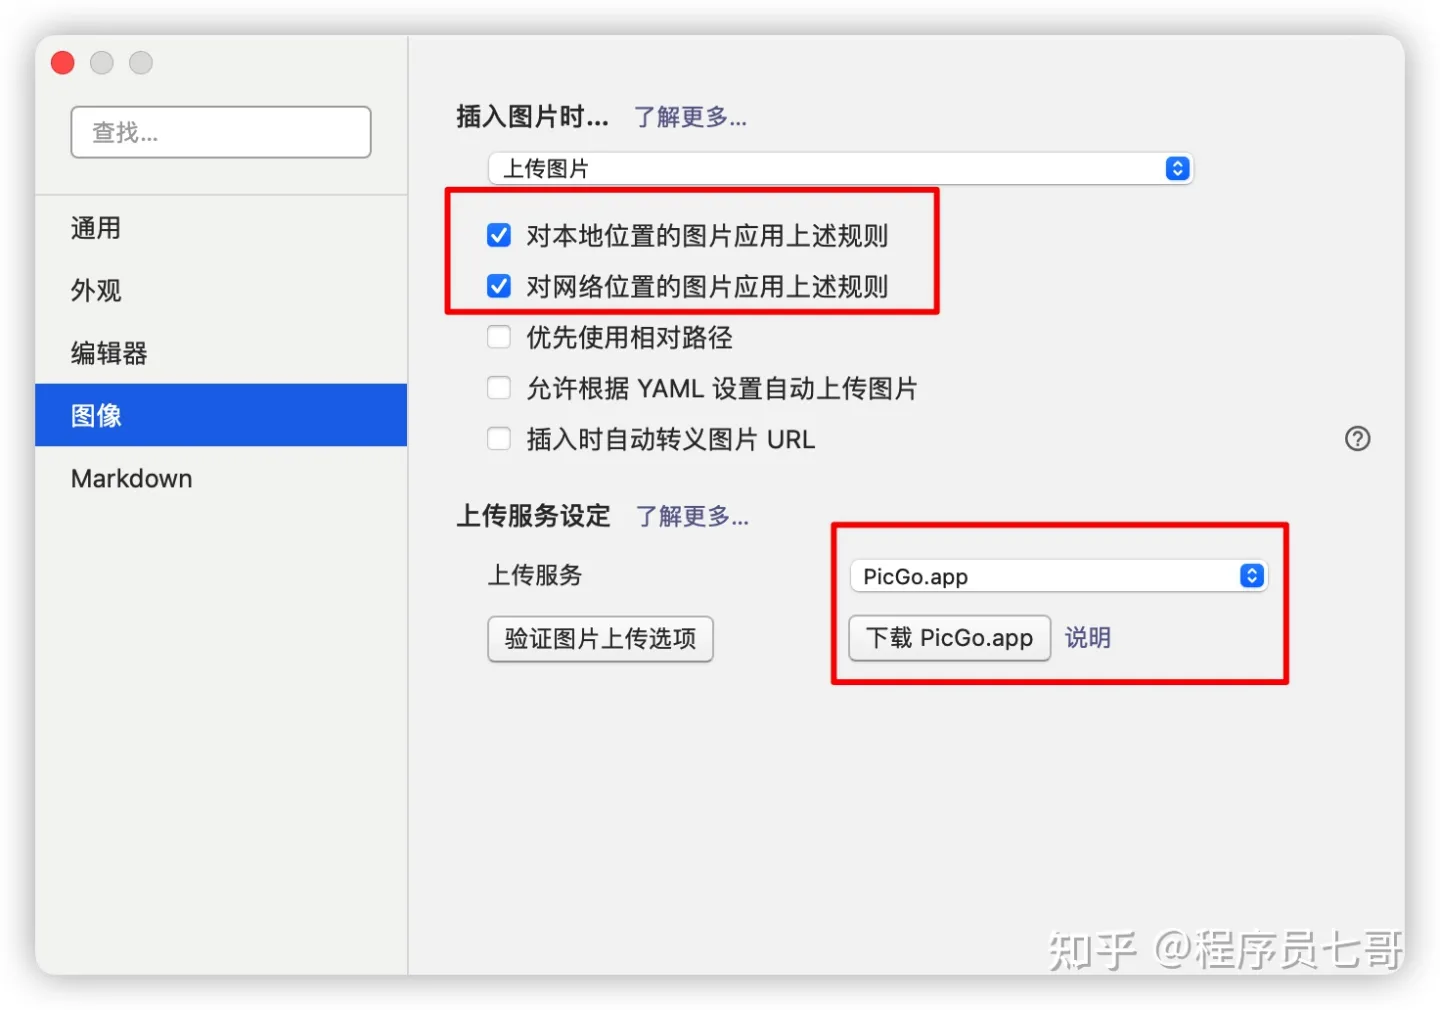 查找...
通用
外观
编辑器
图像
Markdown
插入图片时... 了解更多...
上传图片
对本地位置的图片应用上述规则
对网络位置的图片应用上述规则
优先使用相对路径
允许根据 YAML 设置自动上传图片
插入时自动转义图片 URL
?
上传服务设定 了解更多...
上传服务 PicGo.app
验证图片上传选项 下载 PicGo.app 说明
知乎 @程序员七哥